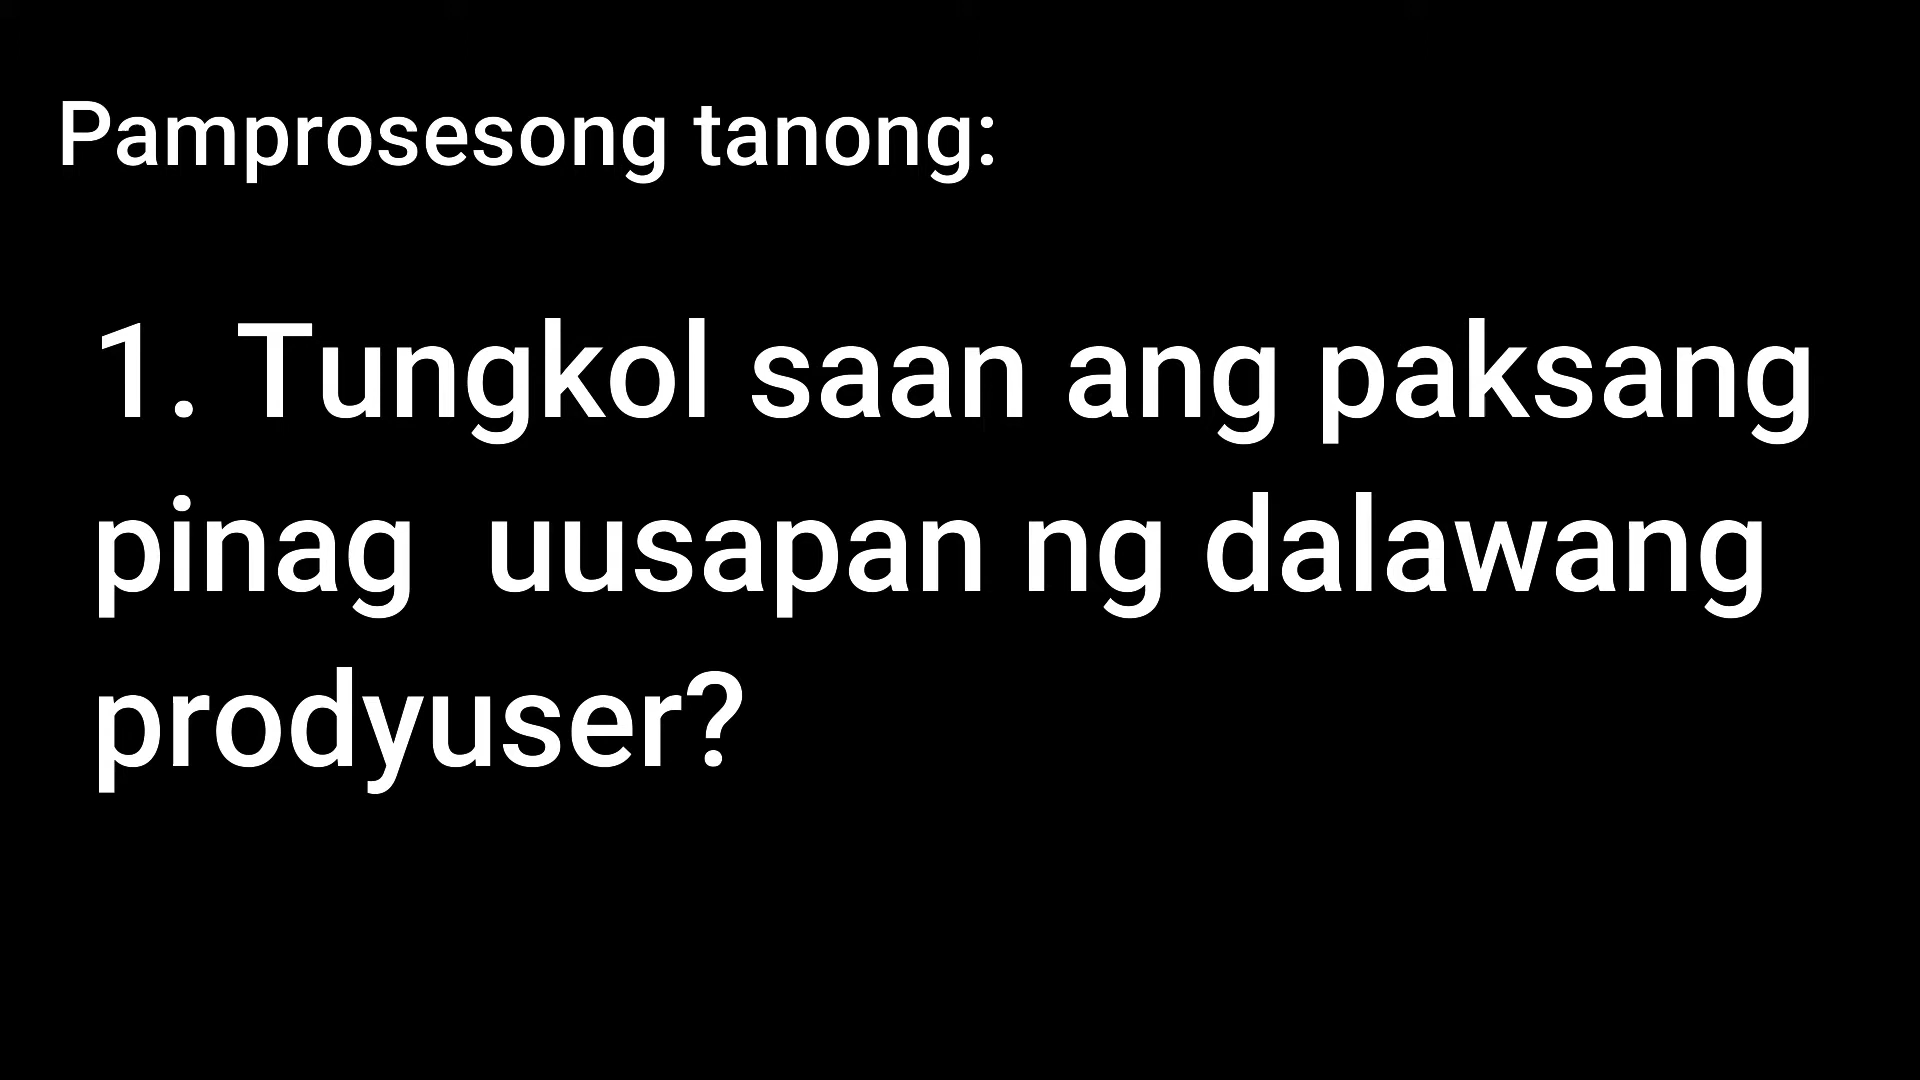 Pamprosesong tanong:
1. Tungkol saan ang paksang
pinag  uusapan ng dalawang
prodyuser?